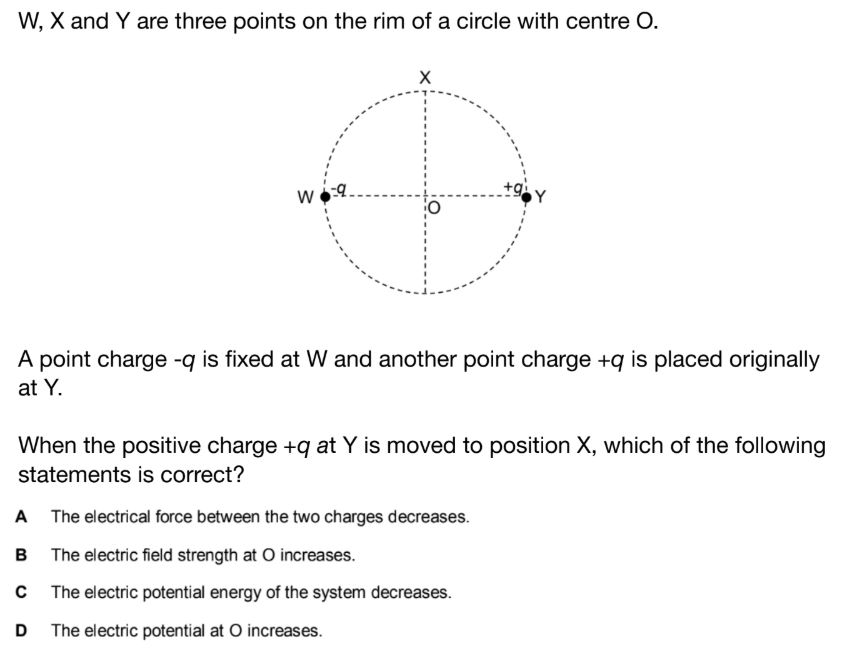 W, X and Y are three points on the rim of a circle with centre O.
X
W
-q
+q
Y
O
A point charge -q is fixed at W and another point charge +q is placed originally
at Y.
When the positive charge +q at Y is moved to position X, which of the following
statements is correct?
A The electrical force between the two charges decreases.
B The electric field strength at O increases.
C The electric potential energy of the system decreases.
D The electric potential at O increases.